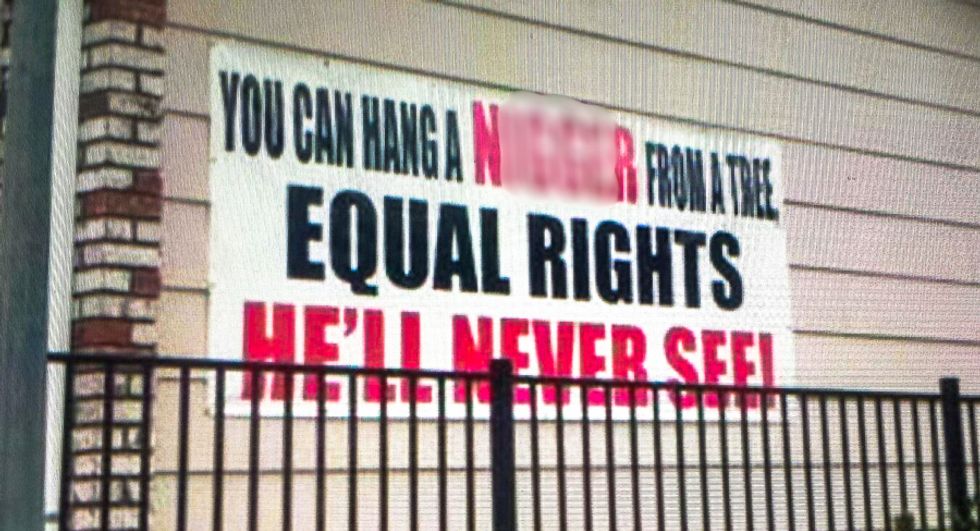 YOU CAN HANG A N R FROM A TREE
EQUAL RIGHTS
HE'LL NEVER SEE!